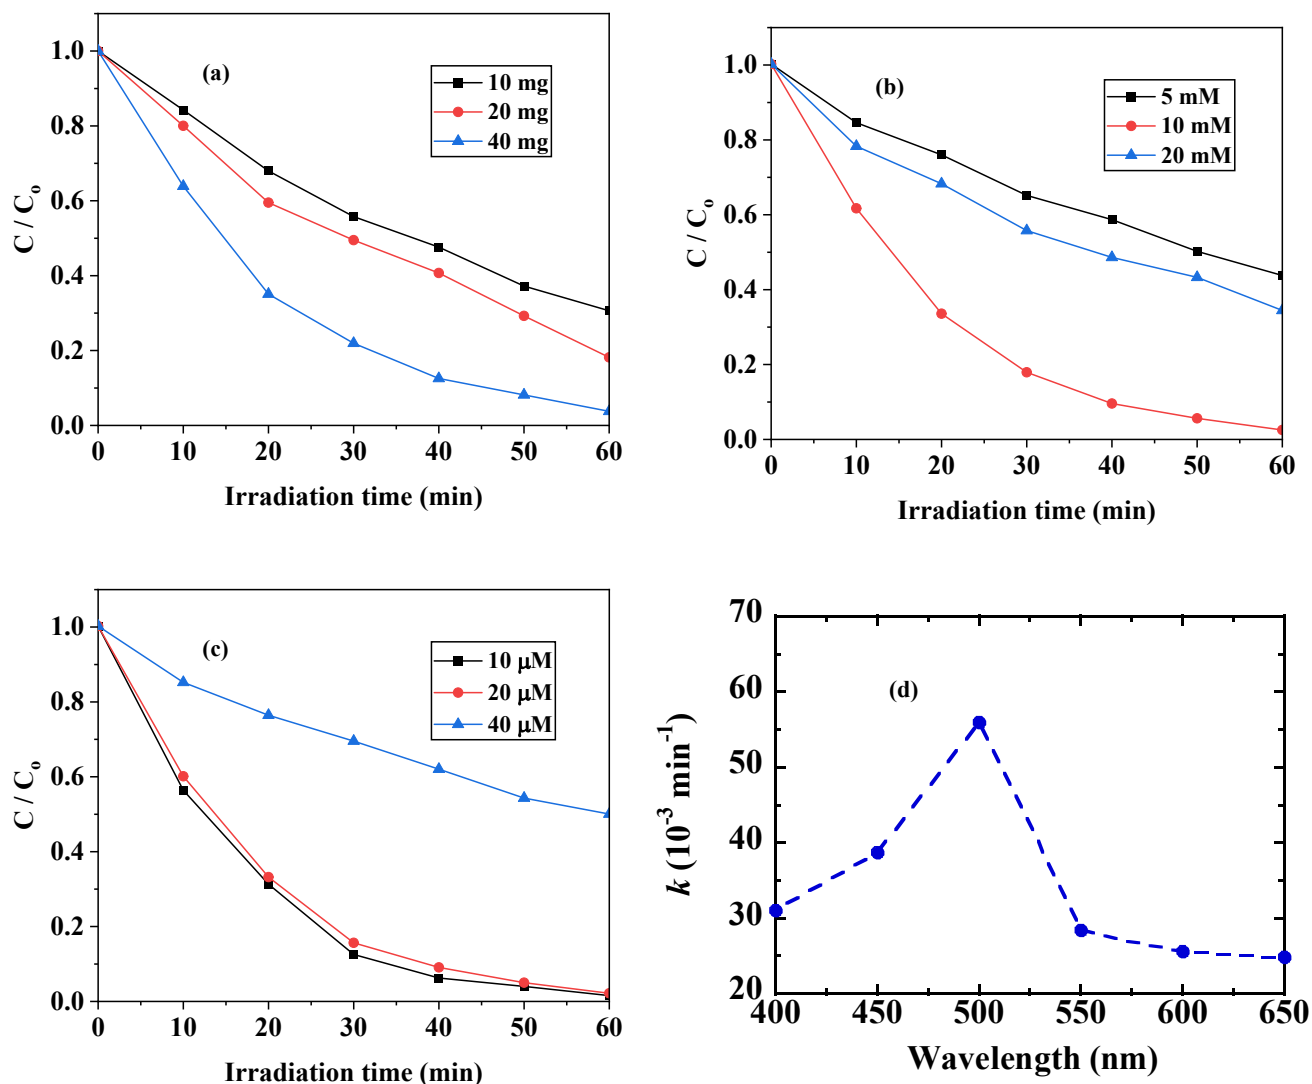 (a)
10 mg
20 mg
40 mg
C / Co
1.0
0.8
0.6
0.4
0.2
0.0
0 10 20 30 40 50 60
Irradiation time (min)
(b)
5 mM
10 mM
20 mM
C / Co
1.0
0.8
0.6
0.4
0.2
0.0
0 10 20 30 40 50 60
Irradiation time (min)
(c)
10 μM
20 μM
40 μM
C / Co
1.0
0.8
0.6
0.4
0.2
0.0
0 10 20 30 40 50 60
Irradiation time (min)
(d)
k (10-3 min-1)
70
60
50
40
30
20
400 450 500 550 600 650
Wavelength (nm)